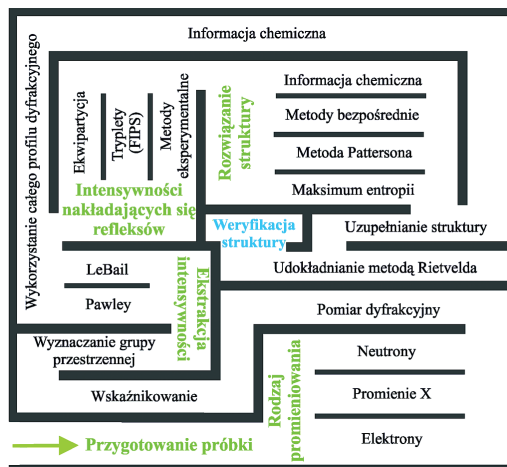 Informacja chemiczna
Wykorzystanie całego profilu dyfrakcyjnego
Ekwipartycja
Tryplety
(FIPS)
Metody
eksperymentalne
Rozwiązanie
struktury
Informacja chemiczna
Metody bezpośrednie
Metoda Pattersona
Maksimum entropii
Intensywności
nakładających się
refleksów
Weryfikacja
struktury
Uzupełnianie struktury
Udokładnianie metodą Rietvelda
LeBail
Pawley
Ekstrakcja
intensywności
Wyznaczanie grupy
przestrzennej
Wskaźnikowanie
Pomiar dyfrakcyjny
Rodzaj
promieniowania
Neutrony
Promienie X
Elektrony
Przygotowanie próbki